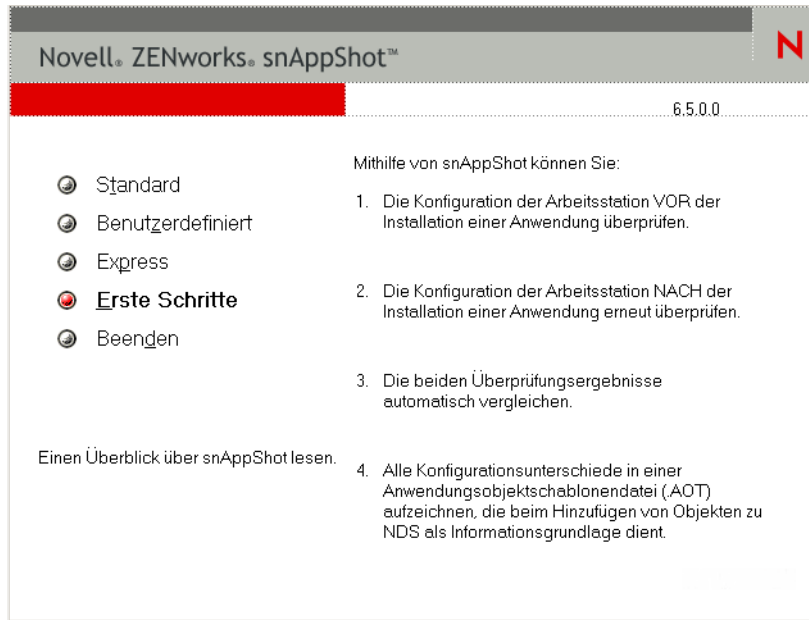 Novell® ZENworks® snAppShot™
N
6.5.0.0
Standard
Benutzerdefiniert
Express
Erste Schritte
Beenden
Einen Überblick über snAppShot lesen.
Mithilfe von snAppShot können Sie:
1. Die Konfiguration der Arbeitsstation VOR der
Installation einer Anwendung überprüfen.
2. Die Konfiguration der Arbeitsstation NACH der
Installation einer Anwendung erneut überprüfen.
3. Die beiden Überprüfungsergebnisse
automatisch vergleichen.
4. Alle Konfigurationsunterschiede in einer
Anwendungsobjektschablonendatei (.AOT)
aufzeichnen, die beim Hinzufügen von Objekten zu
NDS als Informationsgrundlage dient.